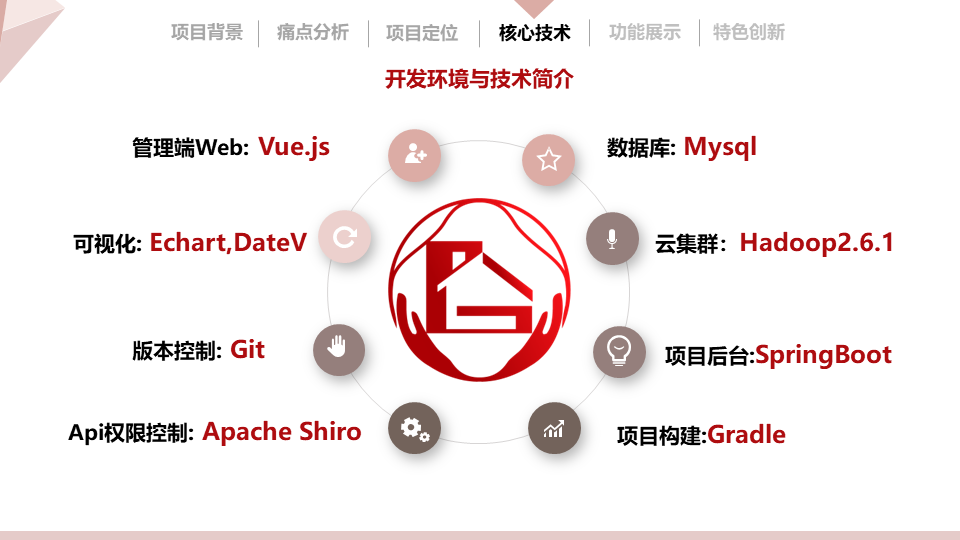 项目背景 痛点分析 项目定位 核心技术 功能展示 特色创新
开发环境与技术简介
管理端Web: Vue.js
数据库: Mysql
可视化: Echart,DateV
云集群: Hadoop2.6.1
版本控制: Git
项目后台:SpringBoot
Api权限控制: Apache Shiro
项目构建:Gradle